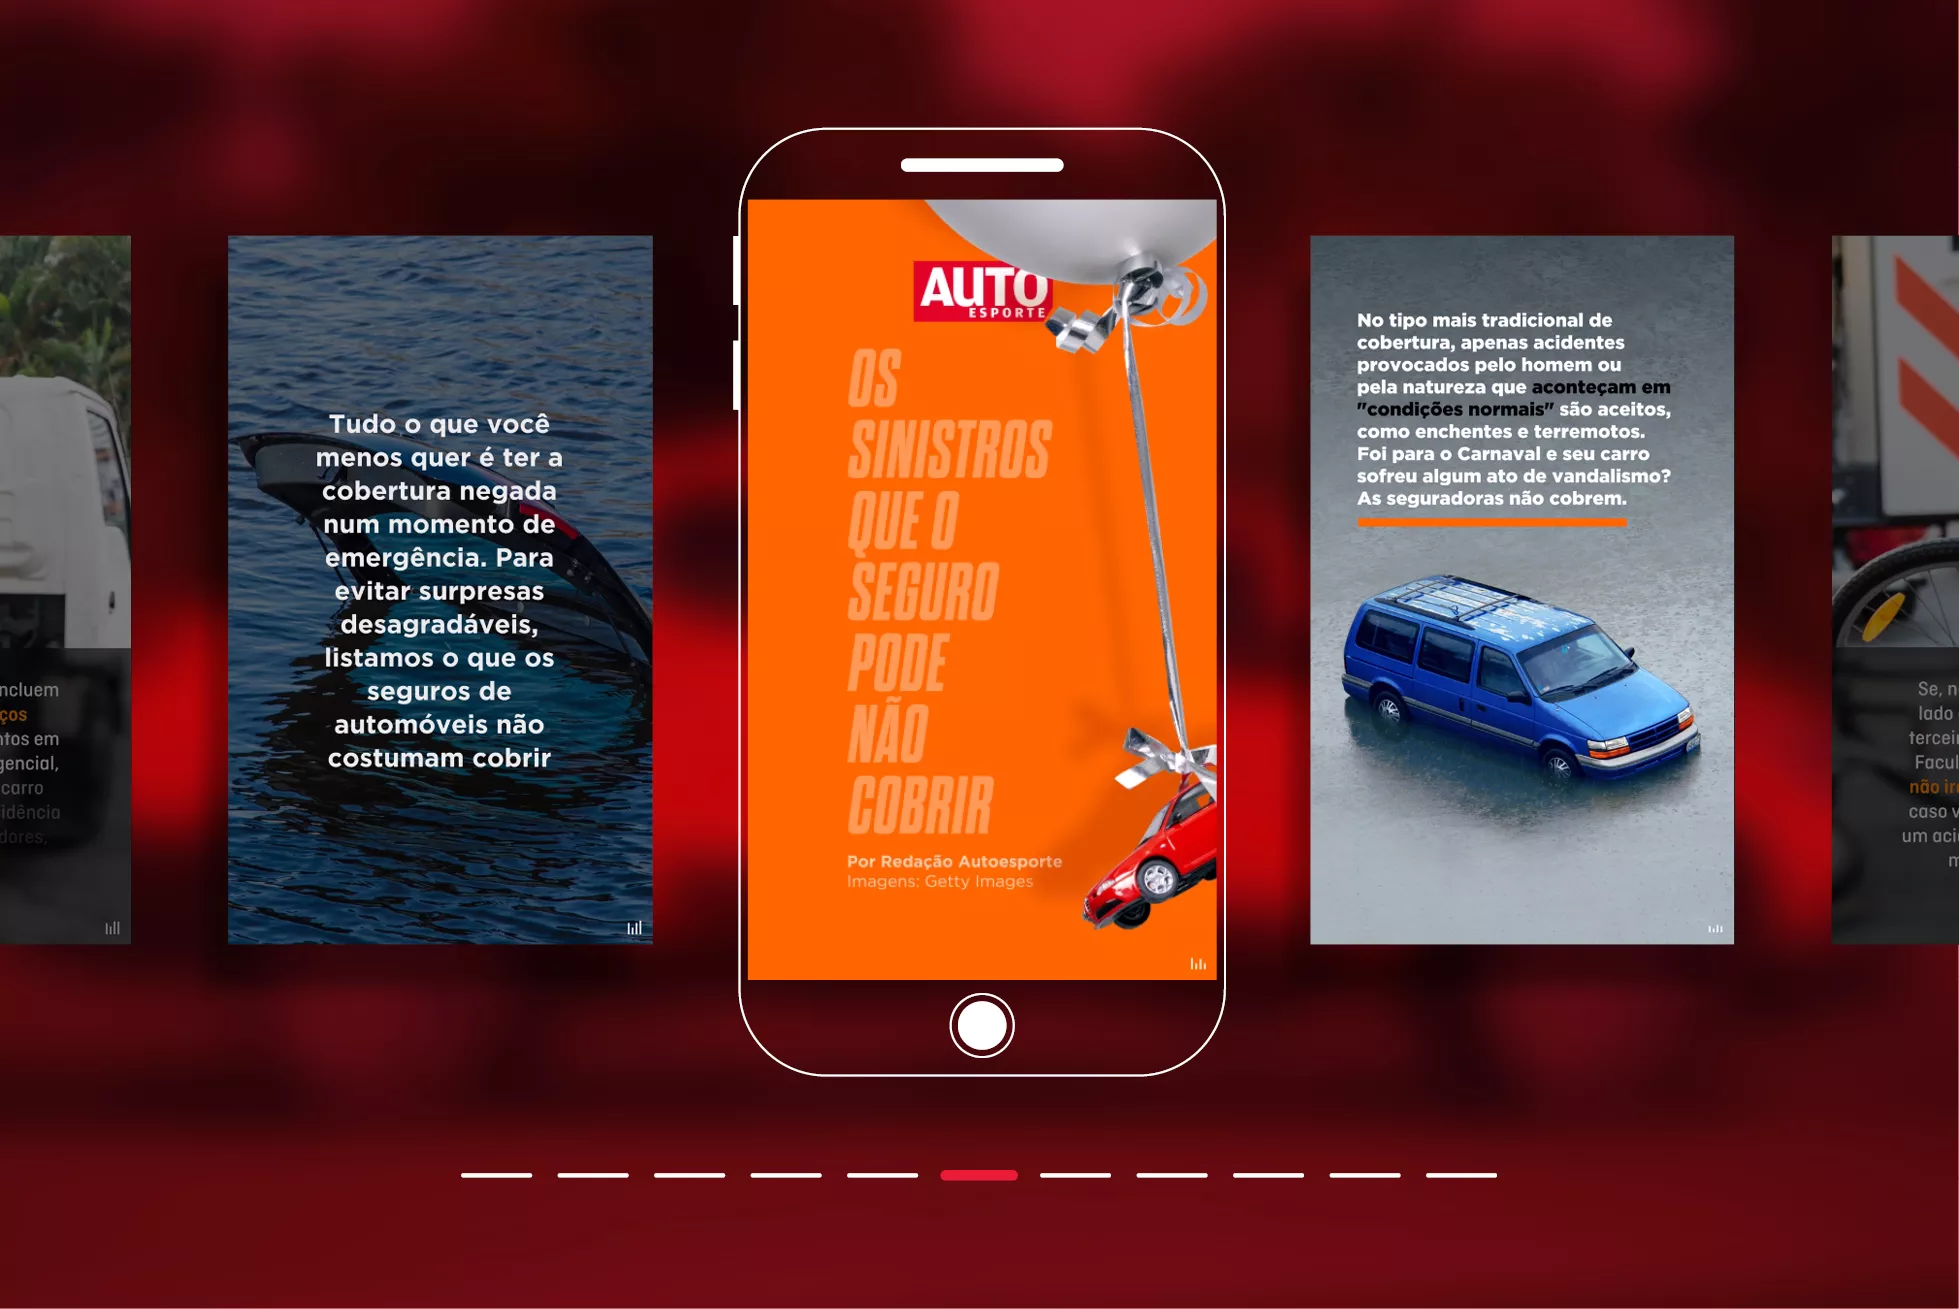 ncluem
ços
ntos em
gencial,
carro
idência
dores,
Tudo o que você
menos quer é ter a
cobertura negada
num momento de
emergência. Para
evitar surpresas
desagradáveis,
listamos o que os
seguros de
automóveis não
costumam cobrir
AUTO
ESPORTE
OS
SINISTROS
QUE O
SEGURO
PODE
NÃO
COBRIR
Por Redação Autoesporte
Imagens: Getty Images
No tipo mais tradicional de
cobertura, apenas acidentes
provocados pelo homem ou
pela natureza que aconteçam em
"condições normais" são aceitos,
como enchentes e terremotos.
Foi para o Carnaval e seu carro
sofreu algum ato de vandalismo?
As seguradoras não cobrem.
Se, n
lado
tercei
Facul
não ir
caso v
um aci
m